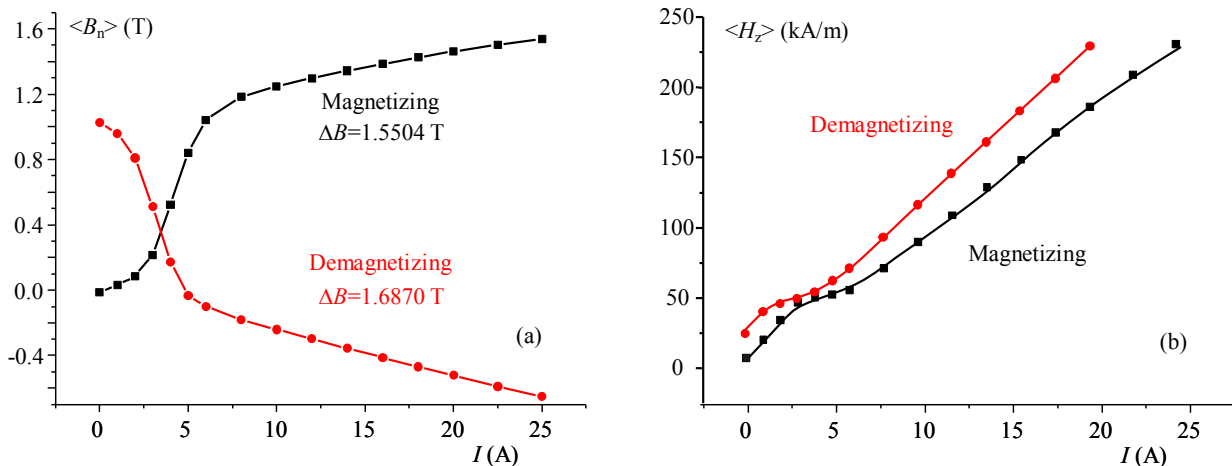 <Bn> (T)
1.6
1.2
0.8
0.4
0.0
-0.4
Magnetizing
ΔB=1.5504 T
Demagnetizing
ΔB=1.6870 T
(a)
0 5 10 15 20 25
I (A)
<Hz> (kA/m)
250
200
150
100
50
0
Demagnetizing
Magnetizing
(b)
0 5 10 15 20 25
I (A)